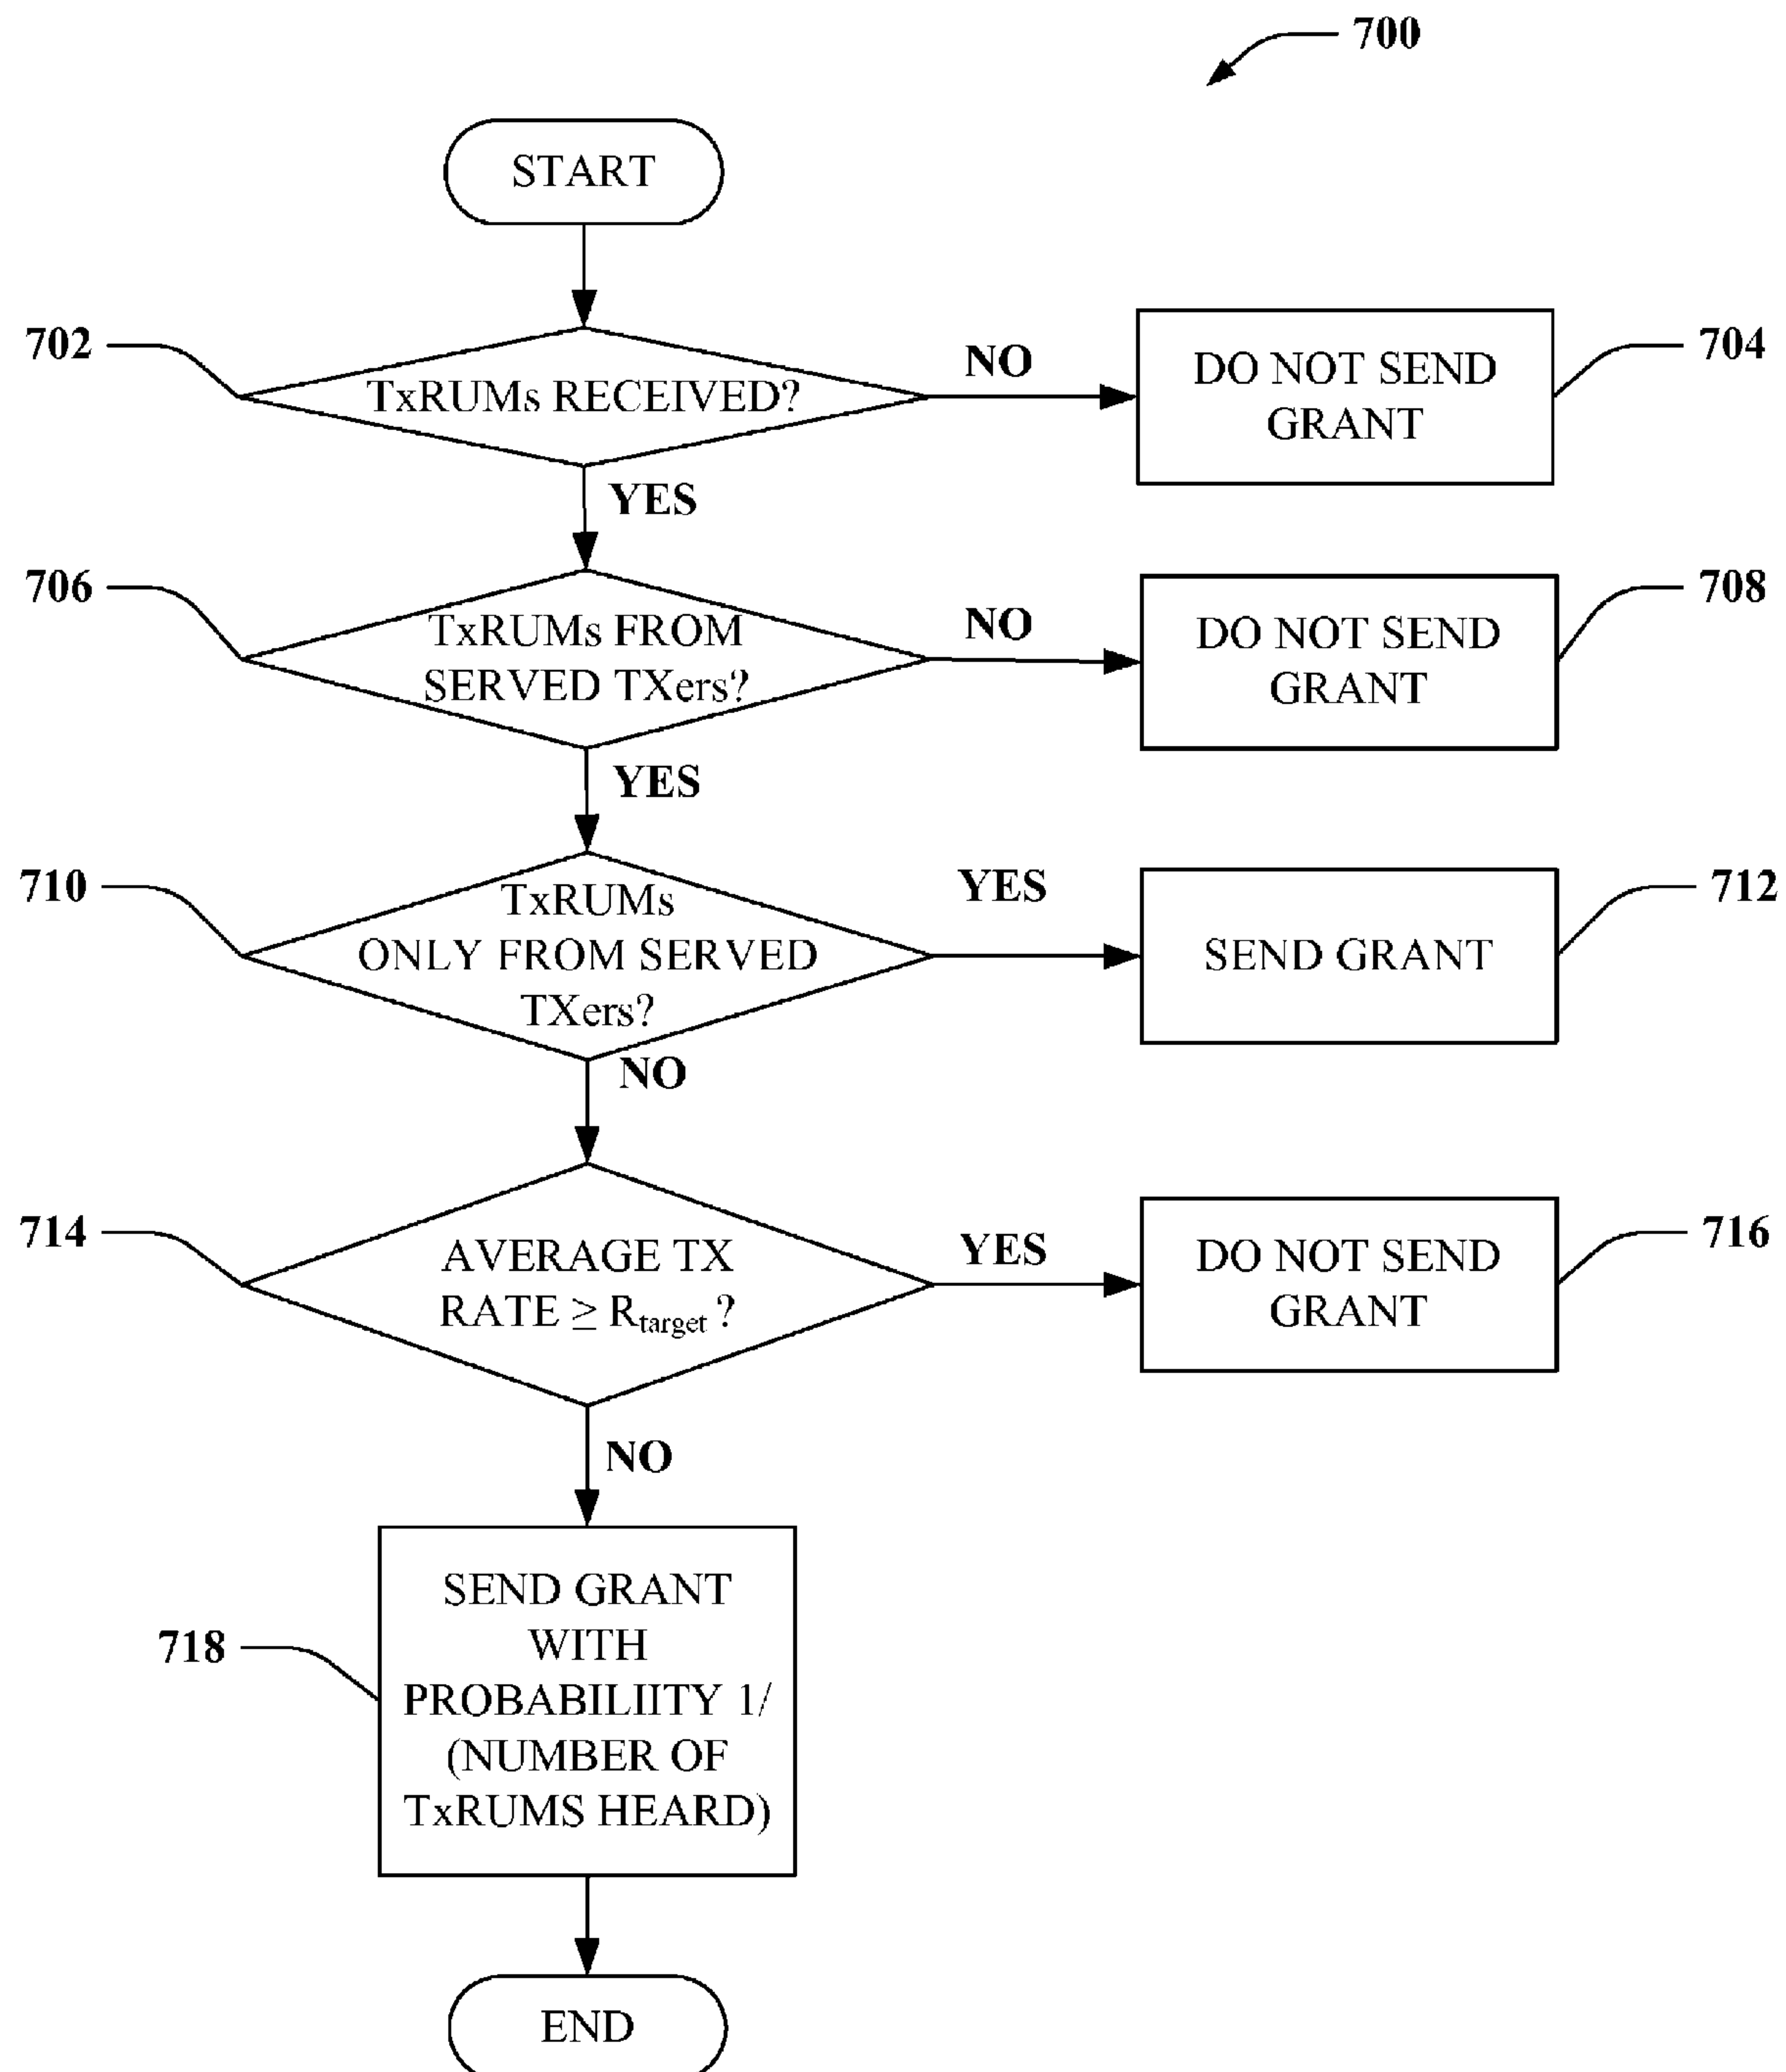 700
START
702
TxRUMs RECEIVED?
NO
DO NOT SEND
GRANT
704
YES
706
TxRUMs FROM
SERVED TXers?
NO
DO NOT SEND
GRANT
708
YES
710
TxRUMs
ONLY FROM SERVED
TXers?
YES
SEND GRANT
712
NO
714
AVERAGE TX
RATE ≥ Rtarget ?
YES
DO NOT SEND
GRANT
716
NO
718
SEND GRANT
WITH
PROBABILIITY 1/
(NUMBER OF
TxRUMS HEARD)
END